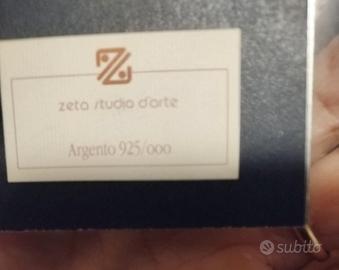 zeta studio d'arte
Argento 925/000
subito